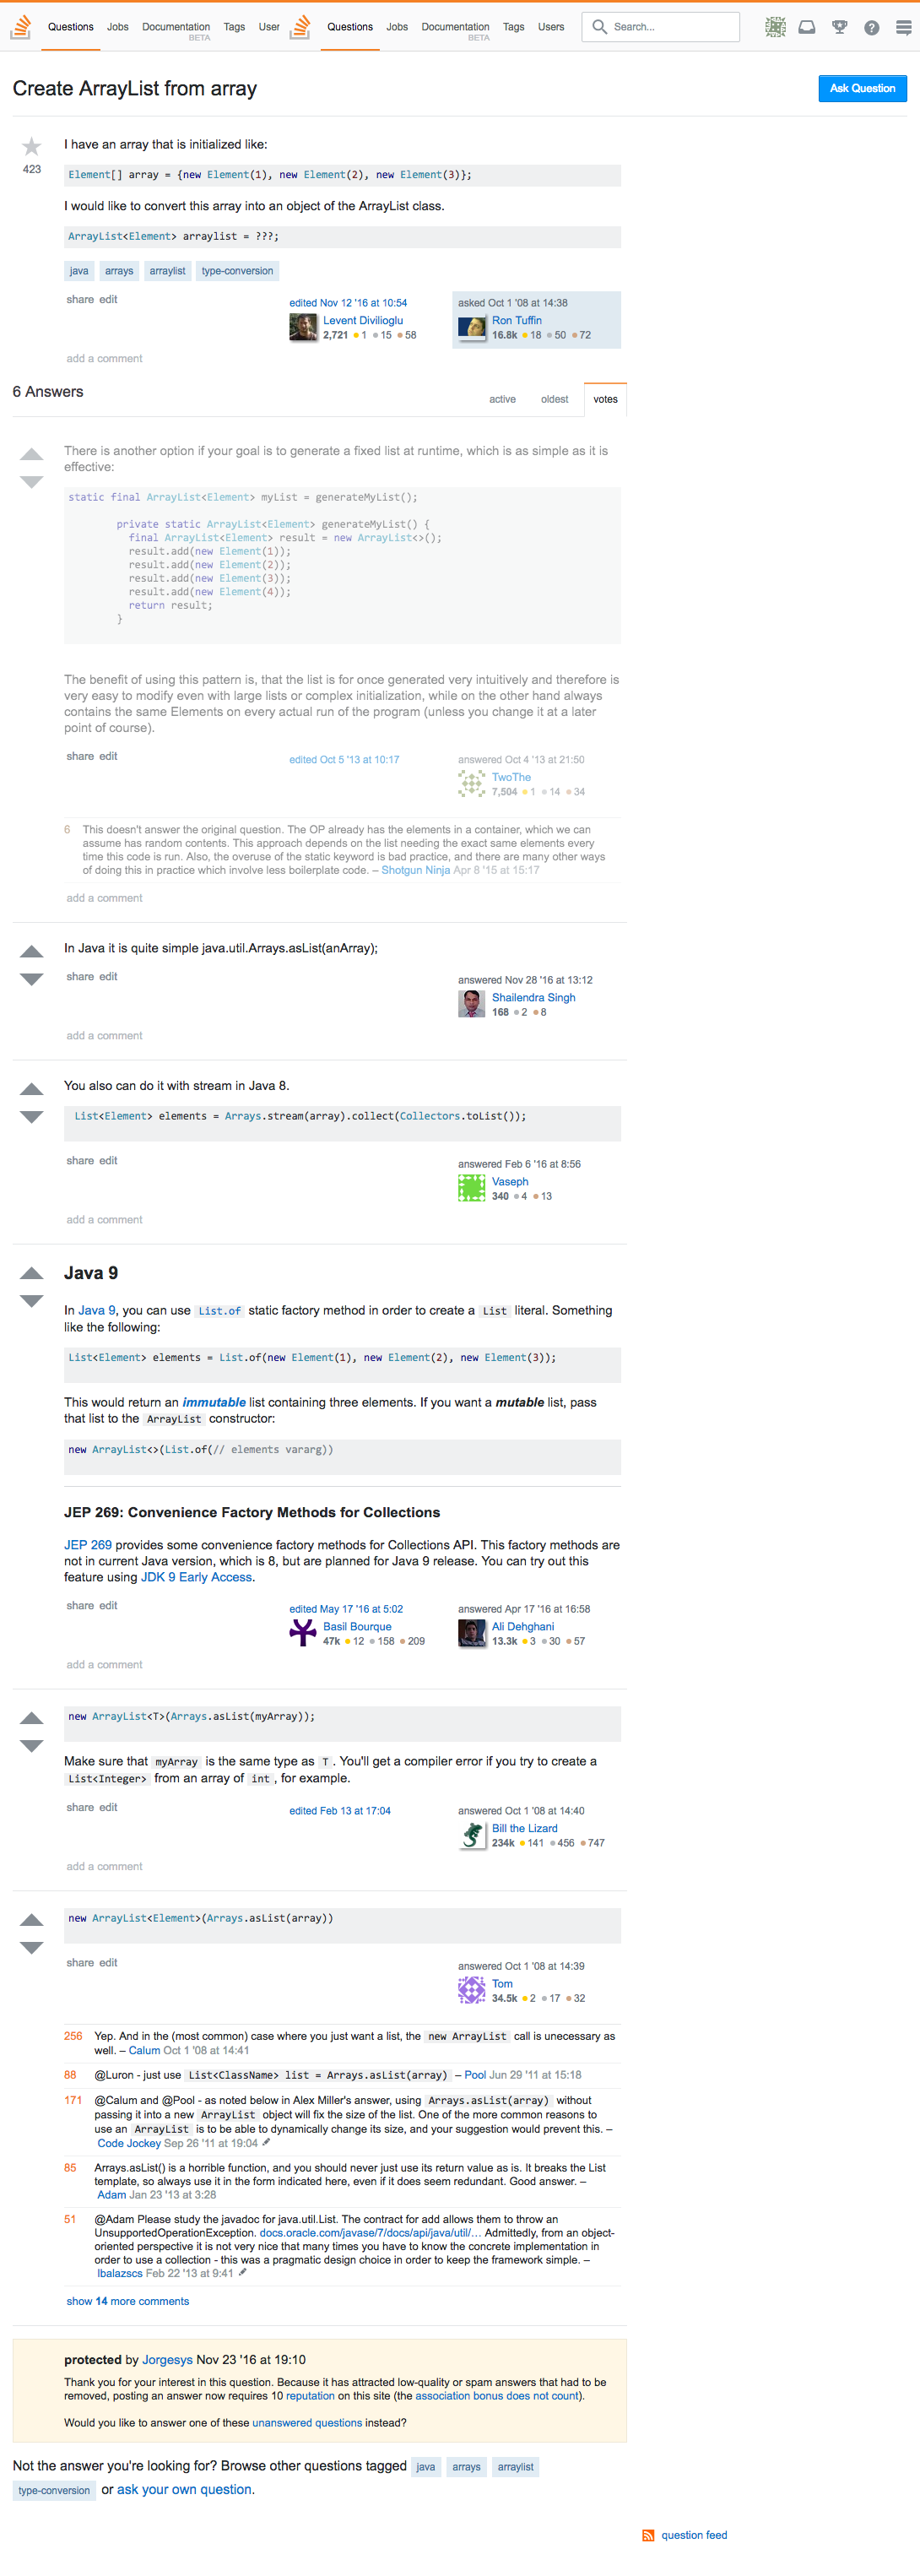 Questions Jobs Documentation BETA Tags User Questions Jobs Documentation BETA Tags Users Search...
Create ArrayList from array
Ask Question
423
I have an array that is initialized like:
Element[] array = {new Element(1), new Element(2), new Element(3)};
I would like to convert this array into an object of the ArrayList class.
ArrayList<Element> arraylist = ???;
java arrays arraylist type-conversion
share edit
edited Nov 12 '16 at 10:54
Levent Divilioglu
2,721 1 15 58
asked Oct 1 '08 at 14:38
Ron Tuffin
16.8k 18 50 72
add a comment
6 Answers
active oldest votes
There is another option if your goal is to generate a fixed list at runtime, which is as simple as it is
effective:
static final ArrayList<Element> myList = generateMyList();
private static ArrayList<Element> generateMyList() {
final ArrayList<Element> result = new ArrayList<>();
result.add(new Element(1));
result.add(new Element(2));
result.add(new Element(3));
result.add(new Element(4));
return result;
}
The benefit of using this pattern is, that the list is for once generated very intuitively and therefore is
very easy to modify even with large lists or complex initialization, while on the other hand always
contains the same Elements on every actual run of the program (unless you change it at a later
point of course).
share edit
edited Oct 5 '13 at 10:17
answered Oct 4 '13 at 21:50
TwoThe
7,504 1 14 34
6 This doesn't answer the original question. The OP already has the elements in a container, which we can
assume has random contents. This approach depends on the list needing the exact same elements every
time this code is run. Also, the overuse of the static keyword is bad practice, and there are many other ways
of doing this in practice which involve less boilerplate code. – Shotgun Ninja Apr 8 '15 at 15:17
add a comment
In Java it is quite simple java.util.Arrays.asList(anArray);
share edit
answered Nov 28 '16 at 13:12
Shailendra Singh
168 2 8
add a comment
You also can do it with stream in Java 8.
List<Element> elements = Arrays.stream(array).collect(Collectors.toList());
share edit
answered Feb 6 '16 at 8:56
Vaseph
340 4 13
add a comment
Java 9
In Java 9, you can use List.of static factory method in order to create a List literal. Something
like the following:
List<Element> elements = List.of(new Element(1), new Element(2), new Element(3));
This would return an immutable list containing three elements. If you want a mutable list, pass
that list to the ArrayList constructor:
new ArrayList<>(List.of(// elements vararg))
JEP 269: Convenience Factory Methods for Collections
JEP 269 provides some convenience factory methods for Collections API. This factory methods are
not in current Java version, which is 8, but are planned for Java 9 release. You can try out this
feature using JDK 9 Early Access.
share edit
edited May 17 '16 at 5:02
Basil Bourque
47k 12 158 209
answered Apr 17 '16 at 16:58
Ali Dehghani
13.3k 3 30 57
add a comment
new ArrayList<T>(Arrays.asList(myArray));
Make sure that myArray is the same type as T. You'll get a compiler error if you try to create a
List<Integer> from an array of int, for example.
share edit
edited Feb 13 at 17:04
answered Oct 1 '08 at 14:40
Bill the Lizard
234k 141 456 747
add a comment
new ArrayList<Element>(Arrays.asList(array))
share edit
answered Oct 1 '08 at 14:39
Tom
34.5k 2 17 32
256 Yep. And in the (most common) case where you just want a list, the new ArrayList call is unecessary as
well. – Calum Oct 1 '08 at 14:41
88 @Luron - just use List<ClassName> list = Arrays.asList(array) – Pool Jun 29 '11 at 15:18
171 @Calum and @Pool - as noted below in Alex Miller's answer, using Arrays.asList(array) without
passing it into a new ArrayList object will fix the size of the list. One of the more common reasons to
use an ArrayList is to be able to dynamically change its size, and your suggestion would prevent this. –
Code Jockey Sep 26 '11 at 19:04
85 Arrays.asList() is a horrible function, and you should never just use its return value as is. It breaks the List
template, so always use it in the form indicated here, even if it does seem redundant. Good answer. –
Adam Jan 23 '13 at 3:28
51 @Adam Please study the javadoc for java.util.List. The contract for add allows them to throw an
UnsupportedOperationException. docs.oracle.com/javase/7/docs/api/java/util/… Admittedly, from an object-
oriented perspective it is not very nice that many times you have to know the concrete implementation in
order to use a collection - this was a pragmatic design choice in order to keep the framework simple. –
lbalazscs Feb 22 '13 at 9:41
show 14 more comments
protected by Jorgesys Nov 23 '16 at 19:10
Thank you for your interest in this question. Because it has attracted low-quality or spam answers that had to be
removed, posting an answer now requires 10 reputation on this site (the association bonus does not count).
Would you like to answer one of these unanswered questions instead?
Not the answer you're looking for? Browse other questions tagged java arrays arraylist
type-conversion or ask your own question.
question feed